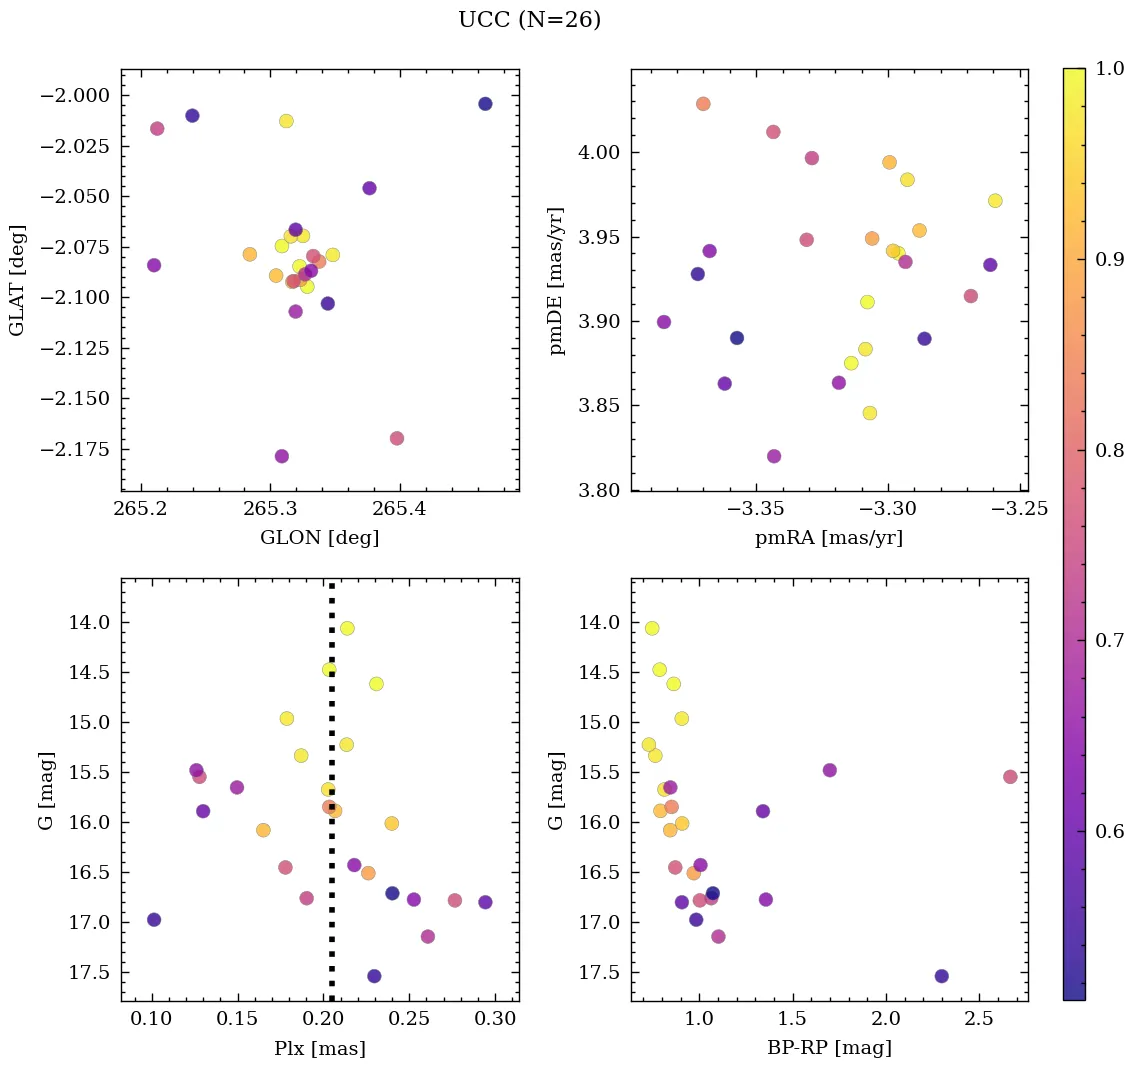 UCC (N=26)
−2.000
−2.025
−2.050
−2.075
−2.100
−2.125
−2.150
−2.175
GLAT [deg]
265.2 265.3 265.4
GLON [deg]
4.00
3.95
3.90
3.85
3.80
pmDE [mas/yr]
−3.35 −3.30 −3.25
pmRA [mas/yr]
14.0
14.5
15.0
15.5
16.0
16.5
17.0
17.5
G [mag]
0.10 0.15 0.20 0.25 0.30
Plx [mas]
14.0
14.5
15.0
15.5
16.0
16.5
17.0
17.5
G [mag]
1.0 1.5 2.0 2.5
BP-RP [mag]
1.0
0.9
0.8
0.7
0.6